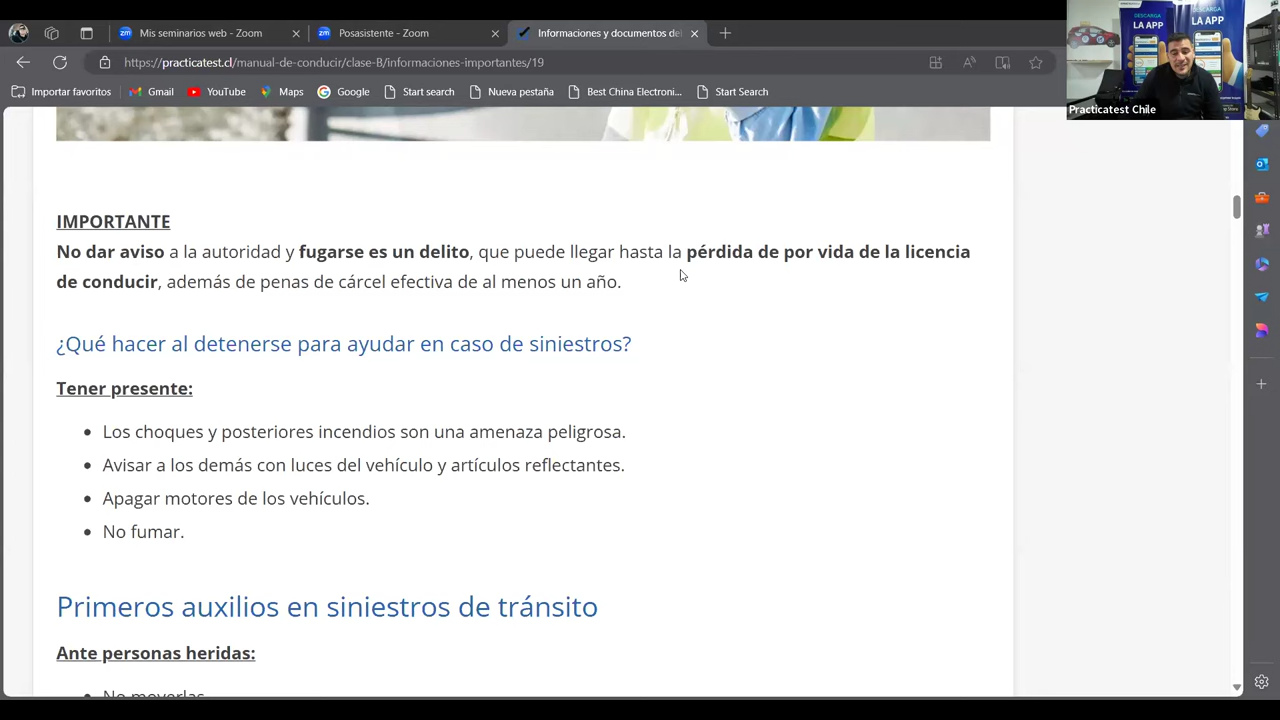 Mis seminarios web - Zoom
Posasistente - Zoom
Informaciones y documentos de
https://practicatest.cl/manual-de-conducir/clase-B/informaciones-importantes/19
Importar favoritos
Gmail
YouTube
Maps
Google
Start search
Nueva pestaña
Best China Electroni...
Start Search
DESCARGA
LA APP
DESCARGA
LA APP
Practicatest Chile
IMPORTANTE
No dar aviso a la autoridad y fugarse es un delito, que puede llegar hasta la pérdida de por vida de la licencia
de conducir, además de penas de cárcel efectiva de al menos un año.
¿Qué hacer al detenerse para ayudar en caso de siniestros?
Tener presente:
• Los choques y posteriores incendios son una amenaza peligrosa.
• Avisar a los demás con luces del vehículo y artículos reflectantes.
• Apagar motores de los vehículos.
• No fumar.
Primeros auxilios en siniestros de tránsito
Ante personas heridas:
• No moverlas